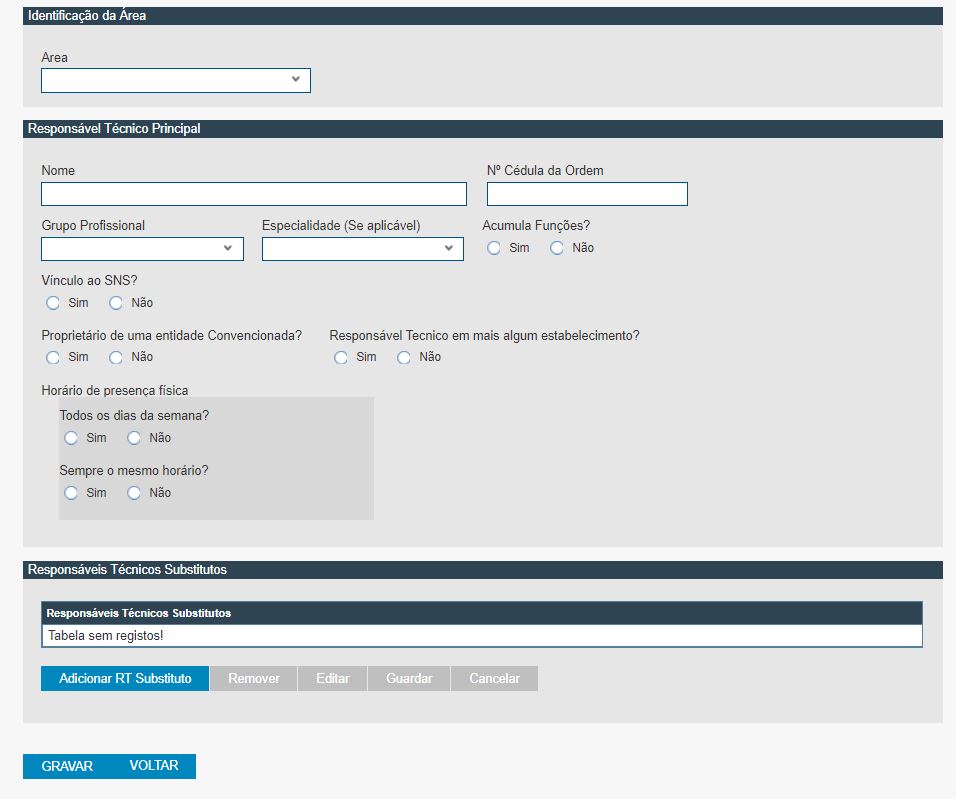 Identificação da Área
Area
Responsável Técnico Principal
Nome Nº Cédula da Ordem
Grupo Profissional Especialidade (Se aplicável) Acumula Funções?
Sim Não
Vínculo ao SNS?
Sim Não
Proprietário de uma entidade Convencionada? Responsável Tecnico em mais algum estabelecimento?
Sim Não Sim Não
Horário de presença física
Todos os dias da semana?
Sim Não
Sempre o mesmo horário?
Sim Não
Responsáveis Técnicos Substitutos
Responsáveis Técnicos Substitutos
Tabela sem registos!
Adicionar RT Substituto Remover Editar Guardar Cancelar
GRAVAR VOLTAR